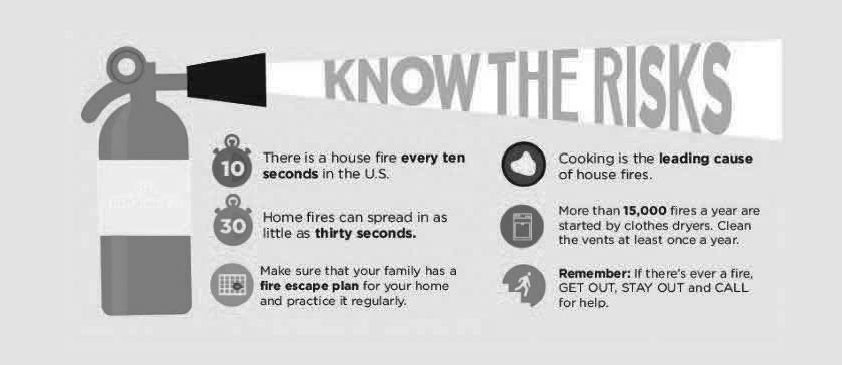 KNOW THE RISKS
10
There is a house fire every ten
seconds in the U.S.
30
Home fires can spread in as
little as thirty seconds.
Make sure that your family has a
fire escape plan for your home
and practice it regularly.
Cooking is the leading cause
of house fires.
More than 15,000 fires a year are
started by clothes dryers. Clean
the vents at least once a year.
Remember: If there's ever a fire,
GET OUT, STAY OUT and CALL
for help.